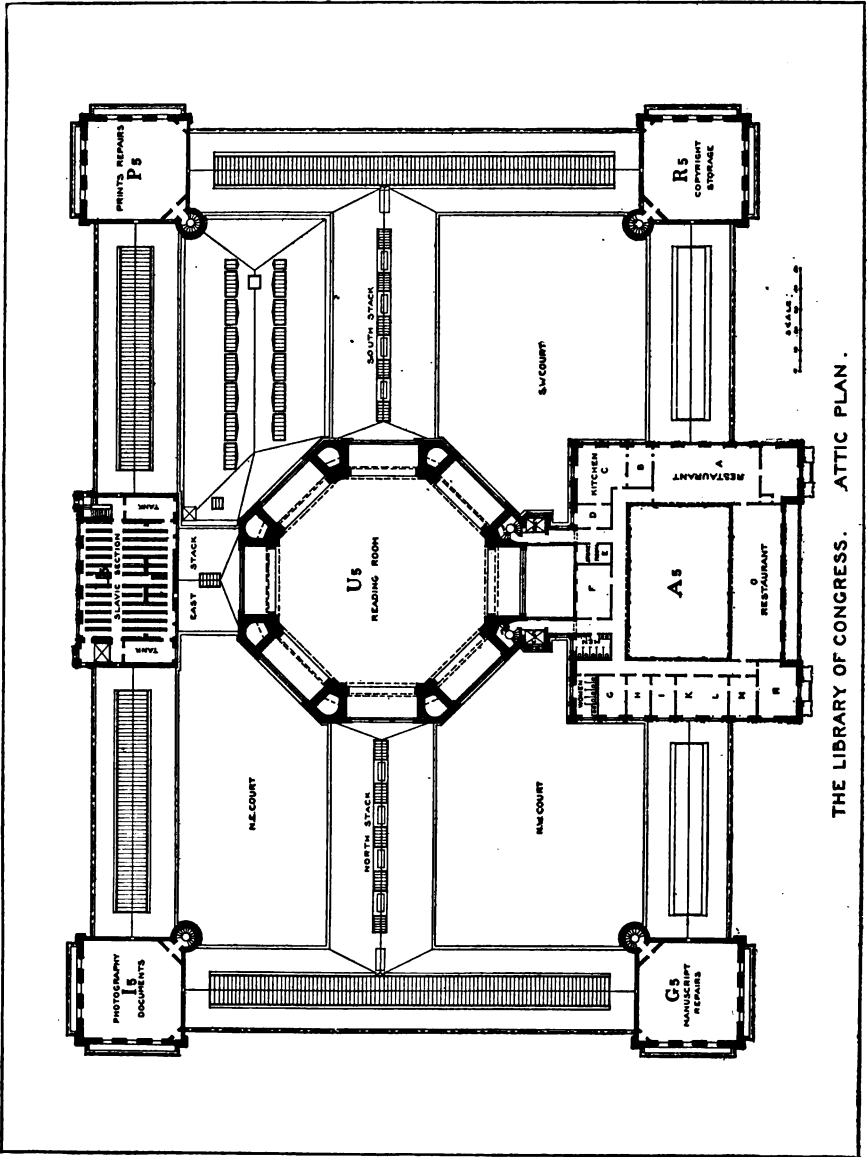 PRINTS REPAIRS
P5
R5
COPYRIGHT
STORAGE
SOUTH STACK
S.W. COURT
SCALE:
KITCHEN
C
B
A
RESTAURANT
D
E
F
TANK
SLAVIC SECTION
TANK
EAST STACK
U5
READING ROOM
A5
O
RESTAURANT
MEN
WOMEN
G
H
I
K
L
M
N.E. COURT
NORTH STACK
N.W. COURT
PHOTOGRAPHY
I5
DOCUMENTS
G5
MANUSCRIPT
REPAIRS
THE LIBRARY OF CONGRESS. ATTIC PLAN.